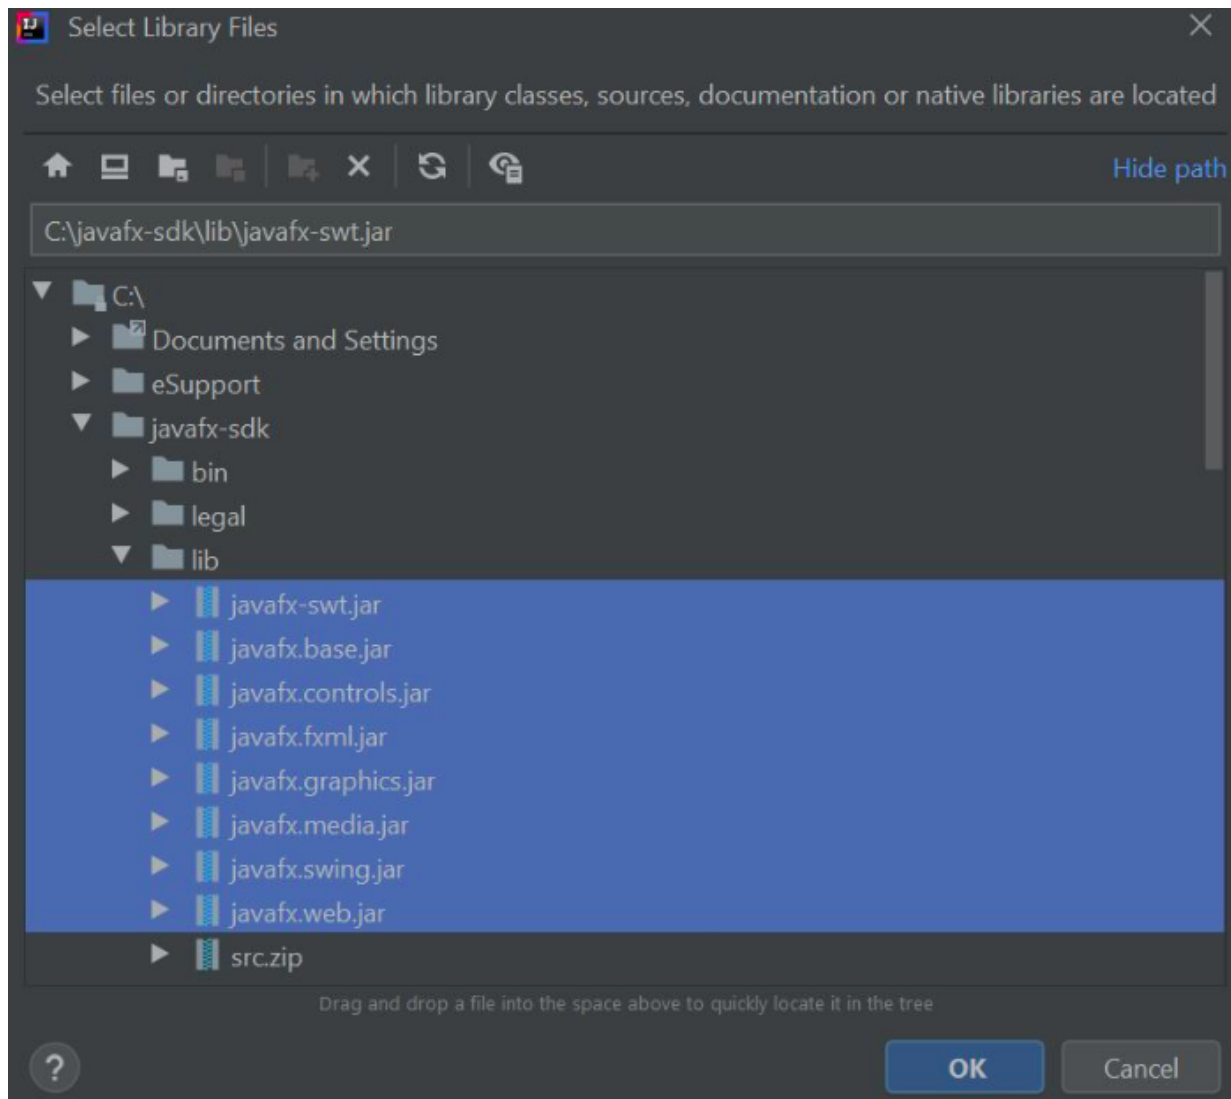 Select Library Files
Select files or directories in which library classes, sources, documentation or native libraries are located
Hide path
C:\javafx-sdk\lib\javafx-swt.jar
C:\
Documents and Settings
eSupport
javafx-sdk
bin
legal
lib
javafx-swt.jar
javafx.base.jar
javafx.controls.jar
javafx.fxml.jar
javafx.graphics.jar
javafx.media.jar
javafx.swing.jar
javafx.web.jar
src.zip
Drag and drop a file into the space above to quickly locate it in the tree
? OK Cancel